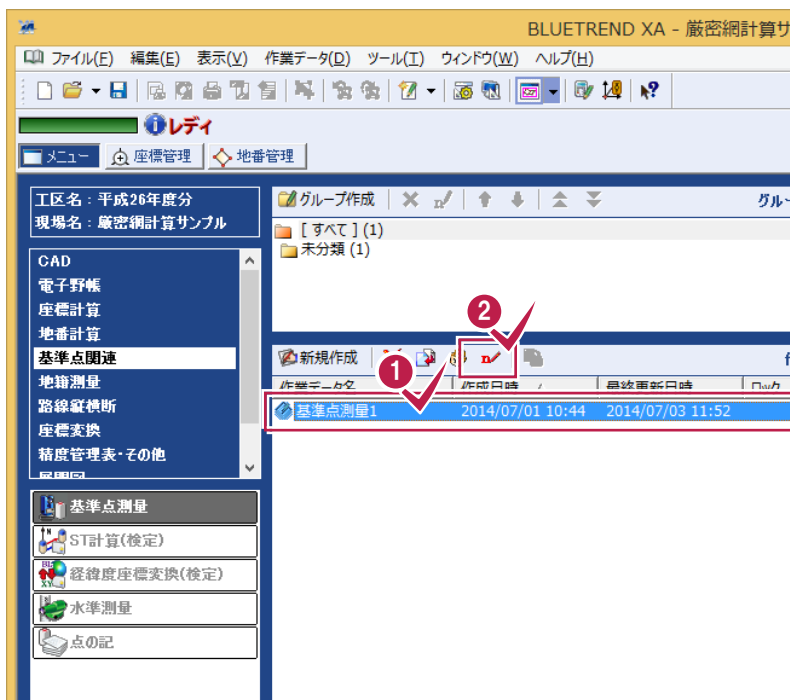 BLUETREND XA - 厳密網計算サ
ファイル(F) 編集(E) 表示(V) 作業データ(D) ツール(T) ウィンドウ(W) ヘルプ(H)
レディ
メニュー 座標管理 地番管理
工区名：平成26年度分
現場名：厳密網計算サンプル
グループ作成 n グルー
[ すべて ] (1)
未分類 (1)
CAD
電子野帳
座標計算
地番計算
基準点関連
地籍測量
路線縦横断
座標変換
精度管理表・その他
展開図
2
新規作成 n f
1
作業データ名 作成日時 最終更新日時 ロック
基準点測量1 2014/07/01 10:44 2014/07/03 11:52
基準点測量
ST計算(検定)
経緯度座標変換(検定)
水準測量
点の記